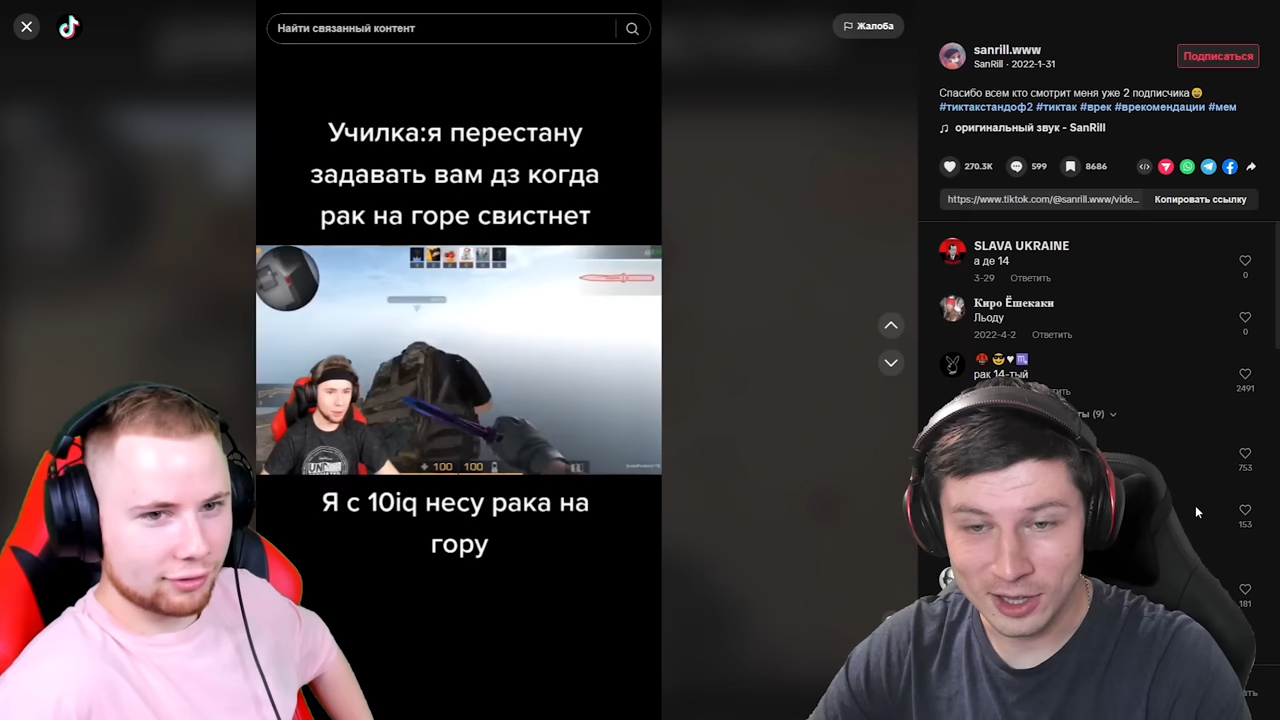 Найти связанный контент
Жалоба
Училка:я перестану
задавать вам дз когда
рак на горе свистнет
100 100
Я с 10iq несу рака на
гору
sanrill.www
SanRill · 2022-1-31
Подписаться
Спасибо всем кто смотрит меня уже 2 подписчика😅
#тиктакстандоф2 #тиктак #врек #врекомендации #мем
♫ оригинальный звук - SanRill
270.3K 599 8686
https://www.tiktok.com/@sanrill.www/vide...
Копировать ссылку
SLAVA UKRAINE
а де 14
3-29 Ответить
0
Киро Ёшекаки
Льоду
2022-4-2 Ответить
0
рак 14-тый
2491
(9)
753
153
181